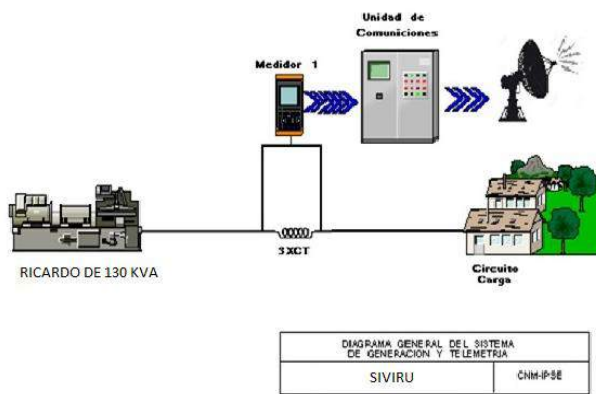 Unidad de
Comuniciones
Medidor 1
3XCT
RICARDO DE 130 KVA
Circuito
Carga
DIAGRAMA GENERAL DEL SISTEMA
DE GENERACION Y TELEMETRIA
SIVIRU
CNM-IPSE